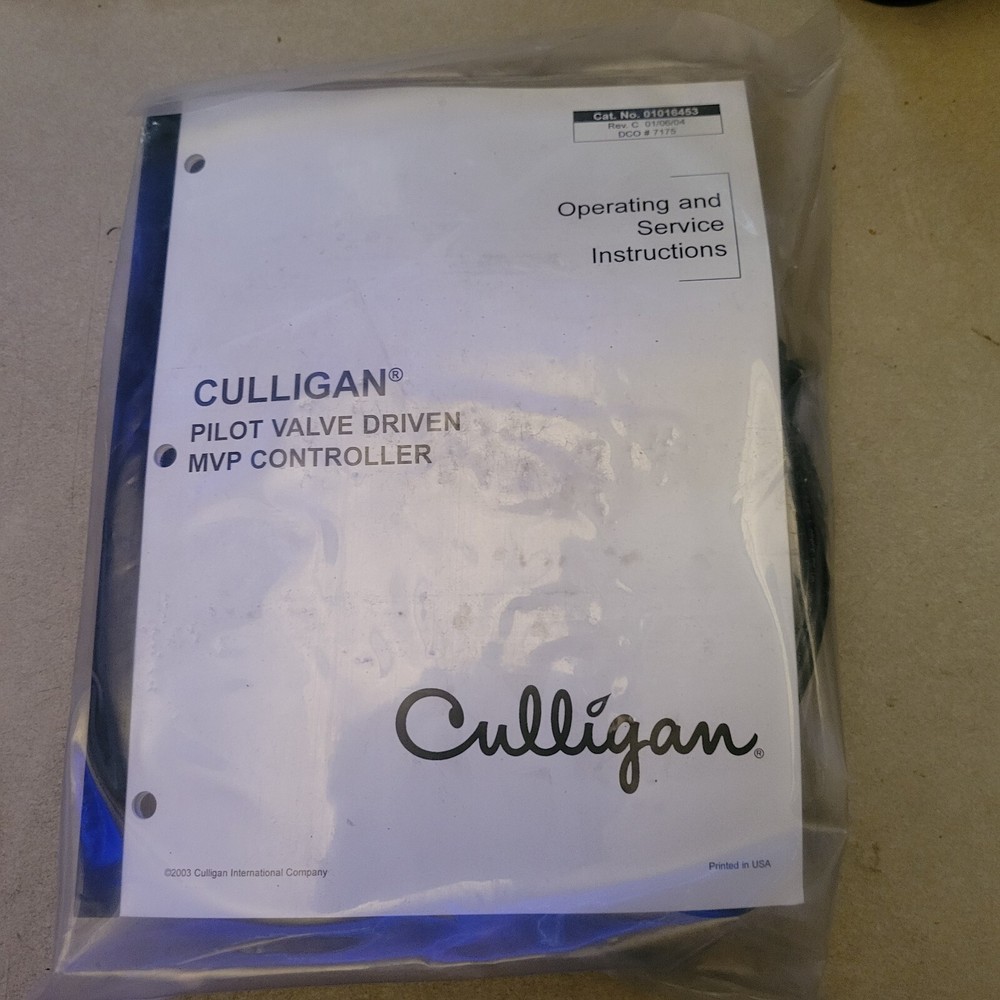 Cat. No. 01016453
Rev. C 01/06/04
DCO # 7175
Operating and
Service
Instructions
CULLIGAN®
PILOT VALVE DRIVEN
MVP CONTROLLER
Culligan®
©2003 Culligan International Company
Printed in USA